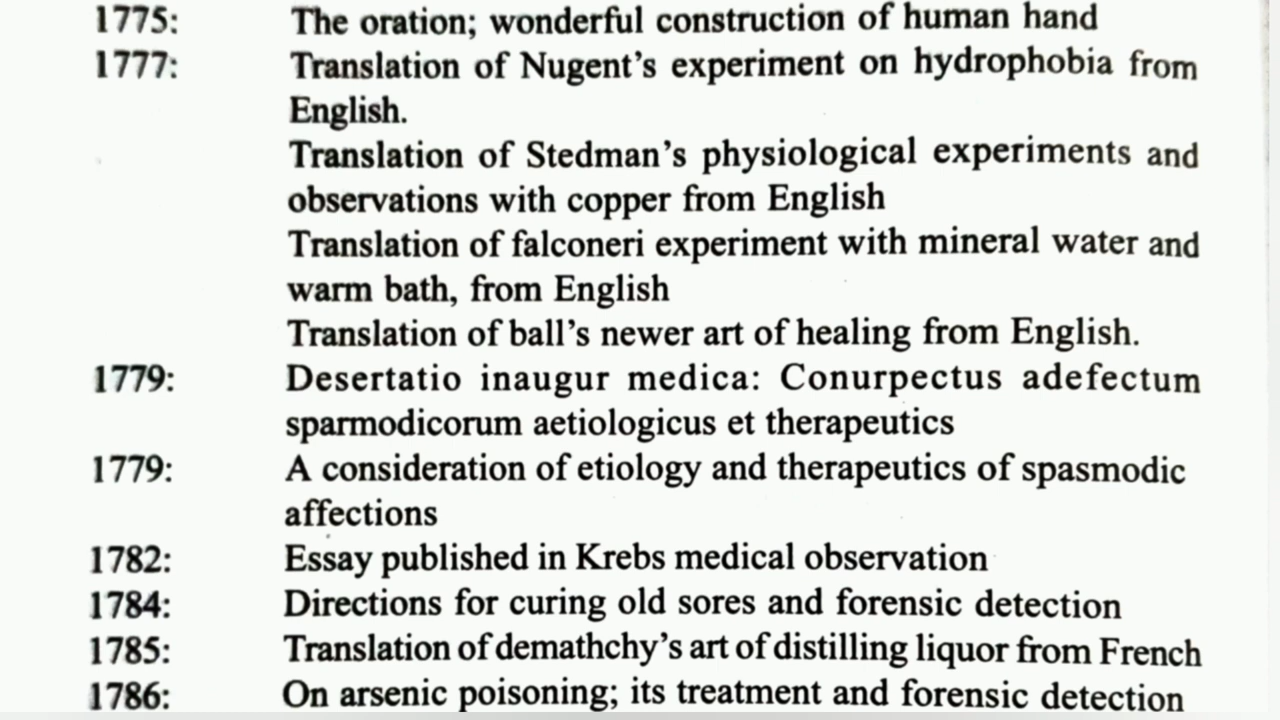 1775: The oration; wonderful construction of human hand
1777: Translation of Nugent's experiment on hydrophobia from
English.
Translation of Stedman's physiological experiments and
observations with copper from English
Translation of falconeri experiment with mineral water and
warm bath, from English
Translation of ball's newer art of healing from English.
1779: Desertatio inaugur medica: Conurpectus adefectum
sparmodicorum aetiologicus et therapeutics
1779: A consideration of etiology and therapeutics of spasmodic
affections
1782: Essay published in Krebs medical observation
1784: Directions for curing old sores and forensic detection
1785: Translation of demathchy's art of distilling liquor from French
1786: On arsenic poisoning; its treatment and forensic detection